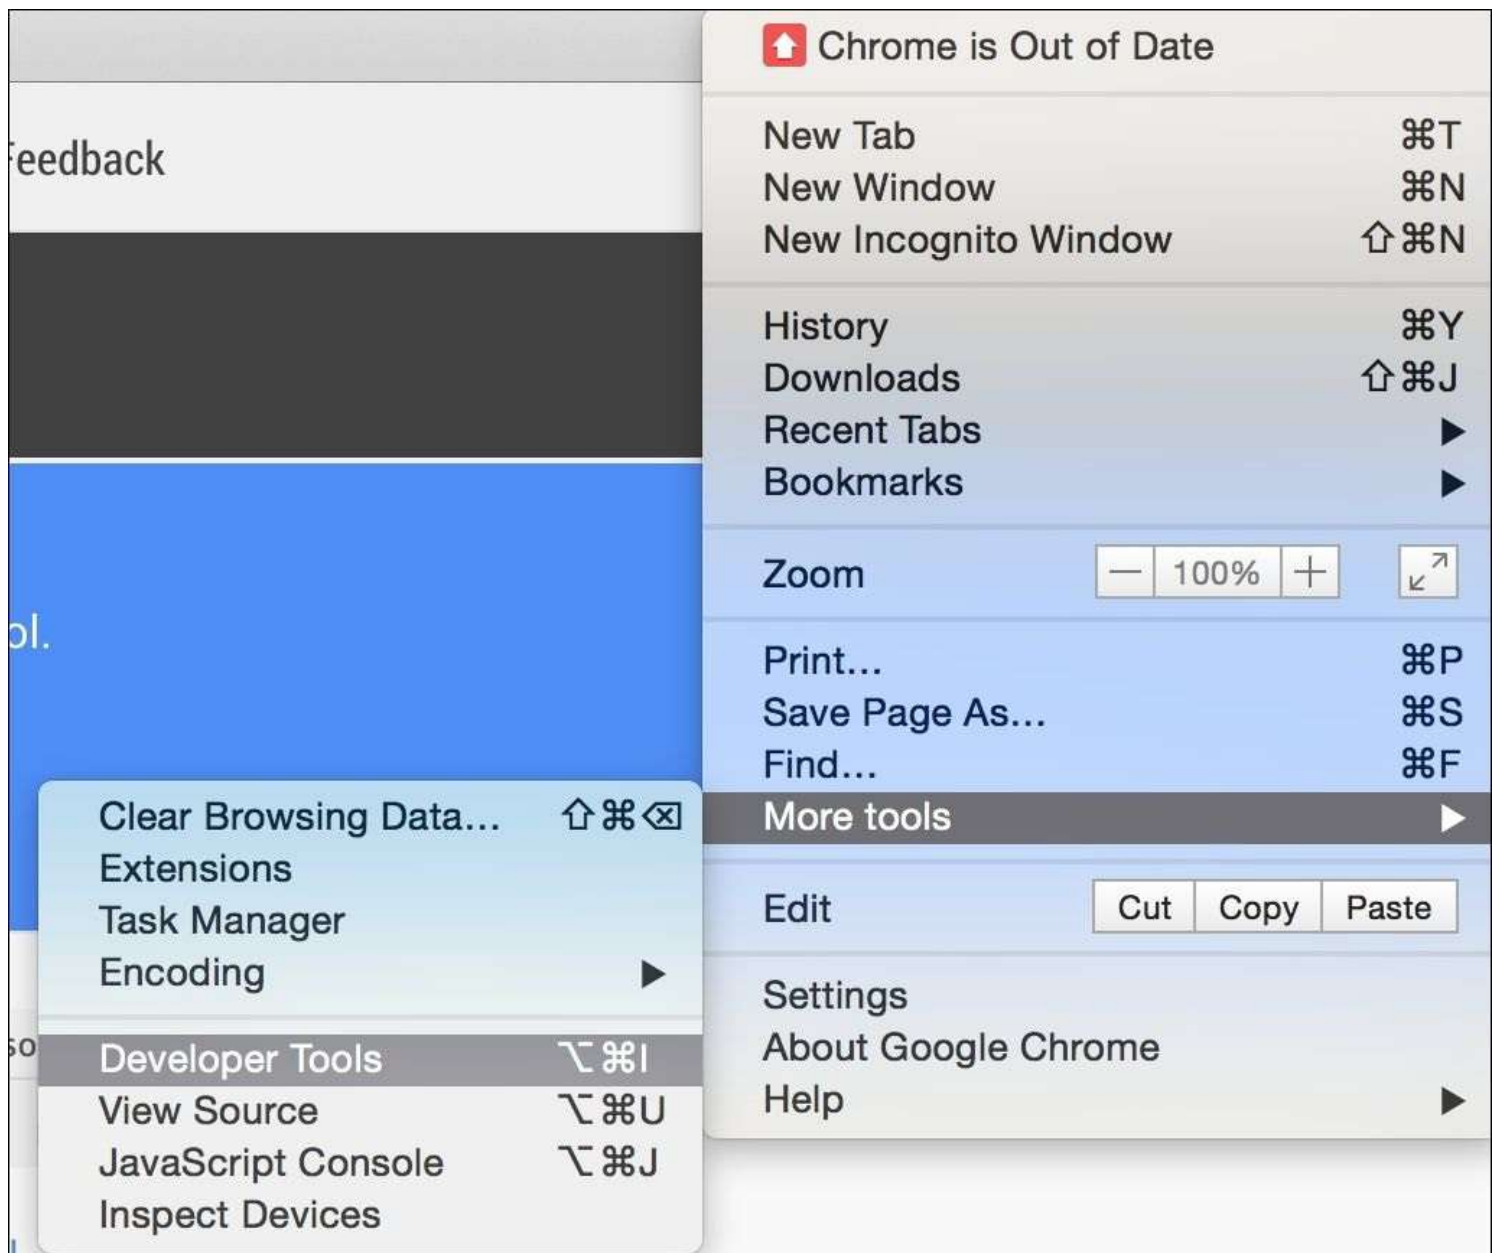 Chrome is Out of Date
eedback
New Tab ⌘T
New Window ⌘N
New Incognito Window ⇧⌘N
History ⌘Y
Downloads ⇧⌘J
Recent Tabs ▶
Bookmarks ▶
Zoom — 100% +
ol.
Print... ⌘P
Save Page As... ⌘S
Find... ⌘F
More tools ▶
Edit Cut Copy Paste
Settings
About Google Chrome
Help ▶
Clear Browsing Data... ⇧⌘⌫
Extensions
Task Manager
Encoding ▶
so
Developer Tools ⌥⌘I
View Source ⌥⌘U
JavaScript Console ⌥⌘J
Inspect Devices